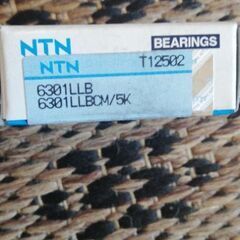 NTN BEARINGS
NTN T12502
6301LLB
6301LLBCM/5K